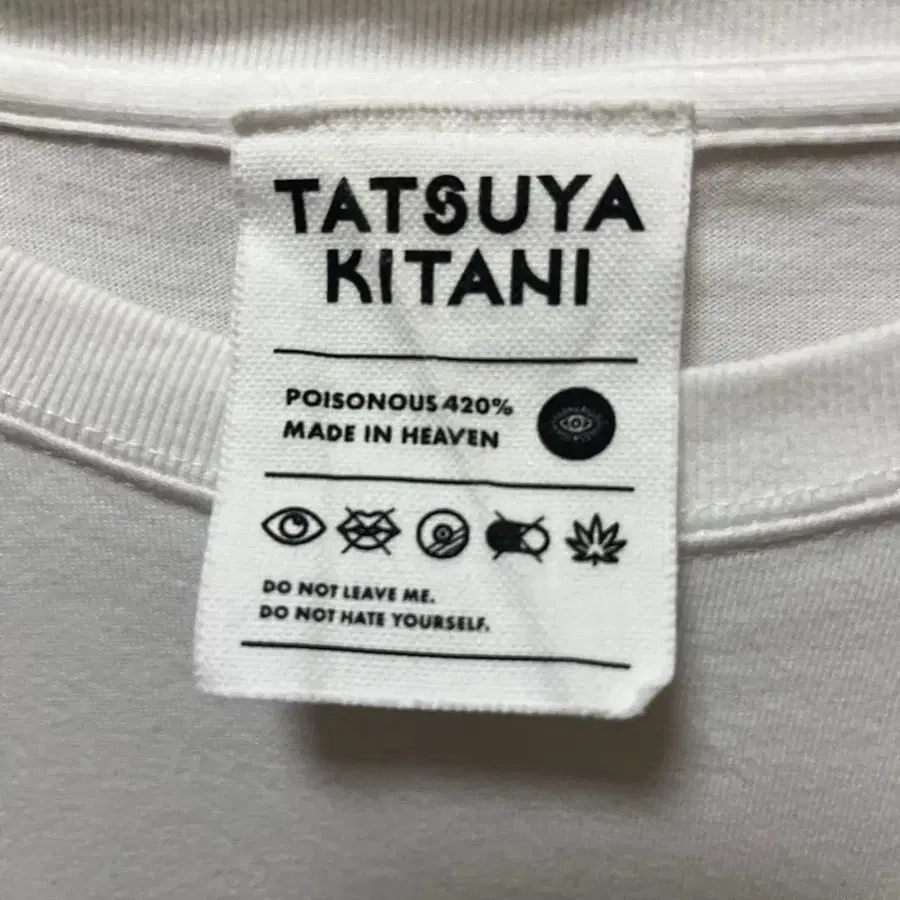 TATSUYA
KITANI
POISONOUS 420%
MADE IN HEAVEN
DO NOT LEAVE ME.
DO NOT HATE YOURSELF.